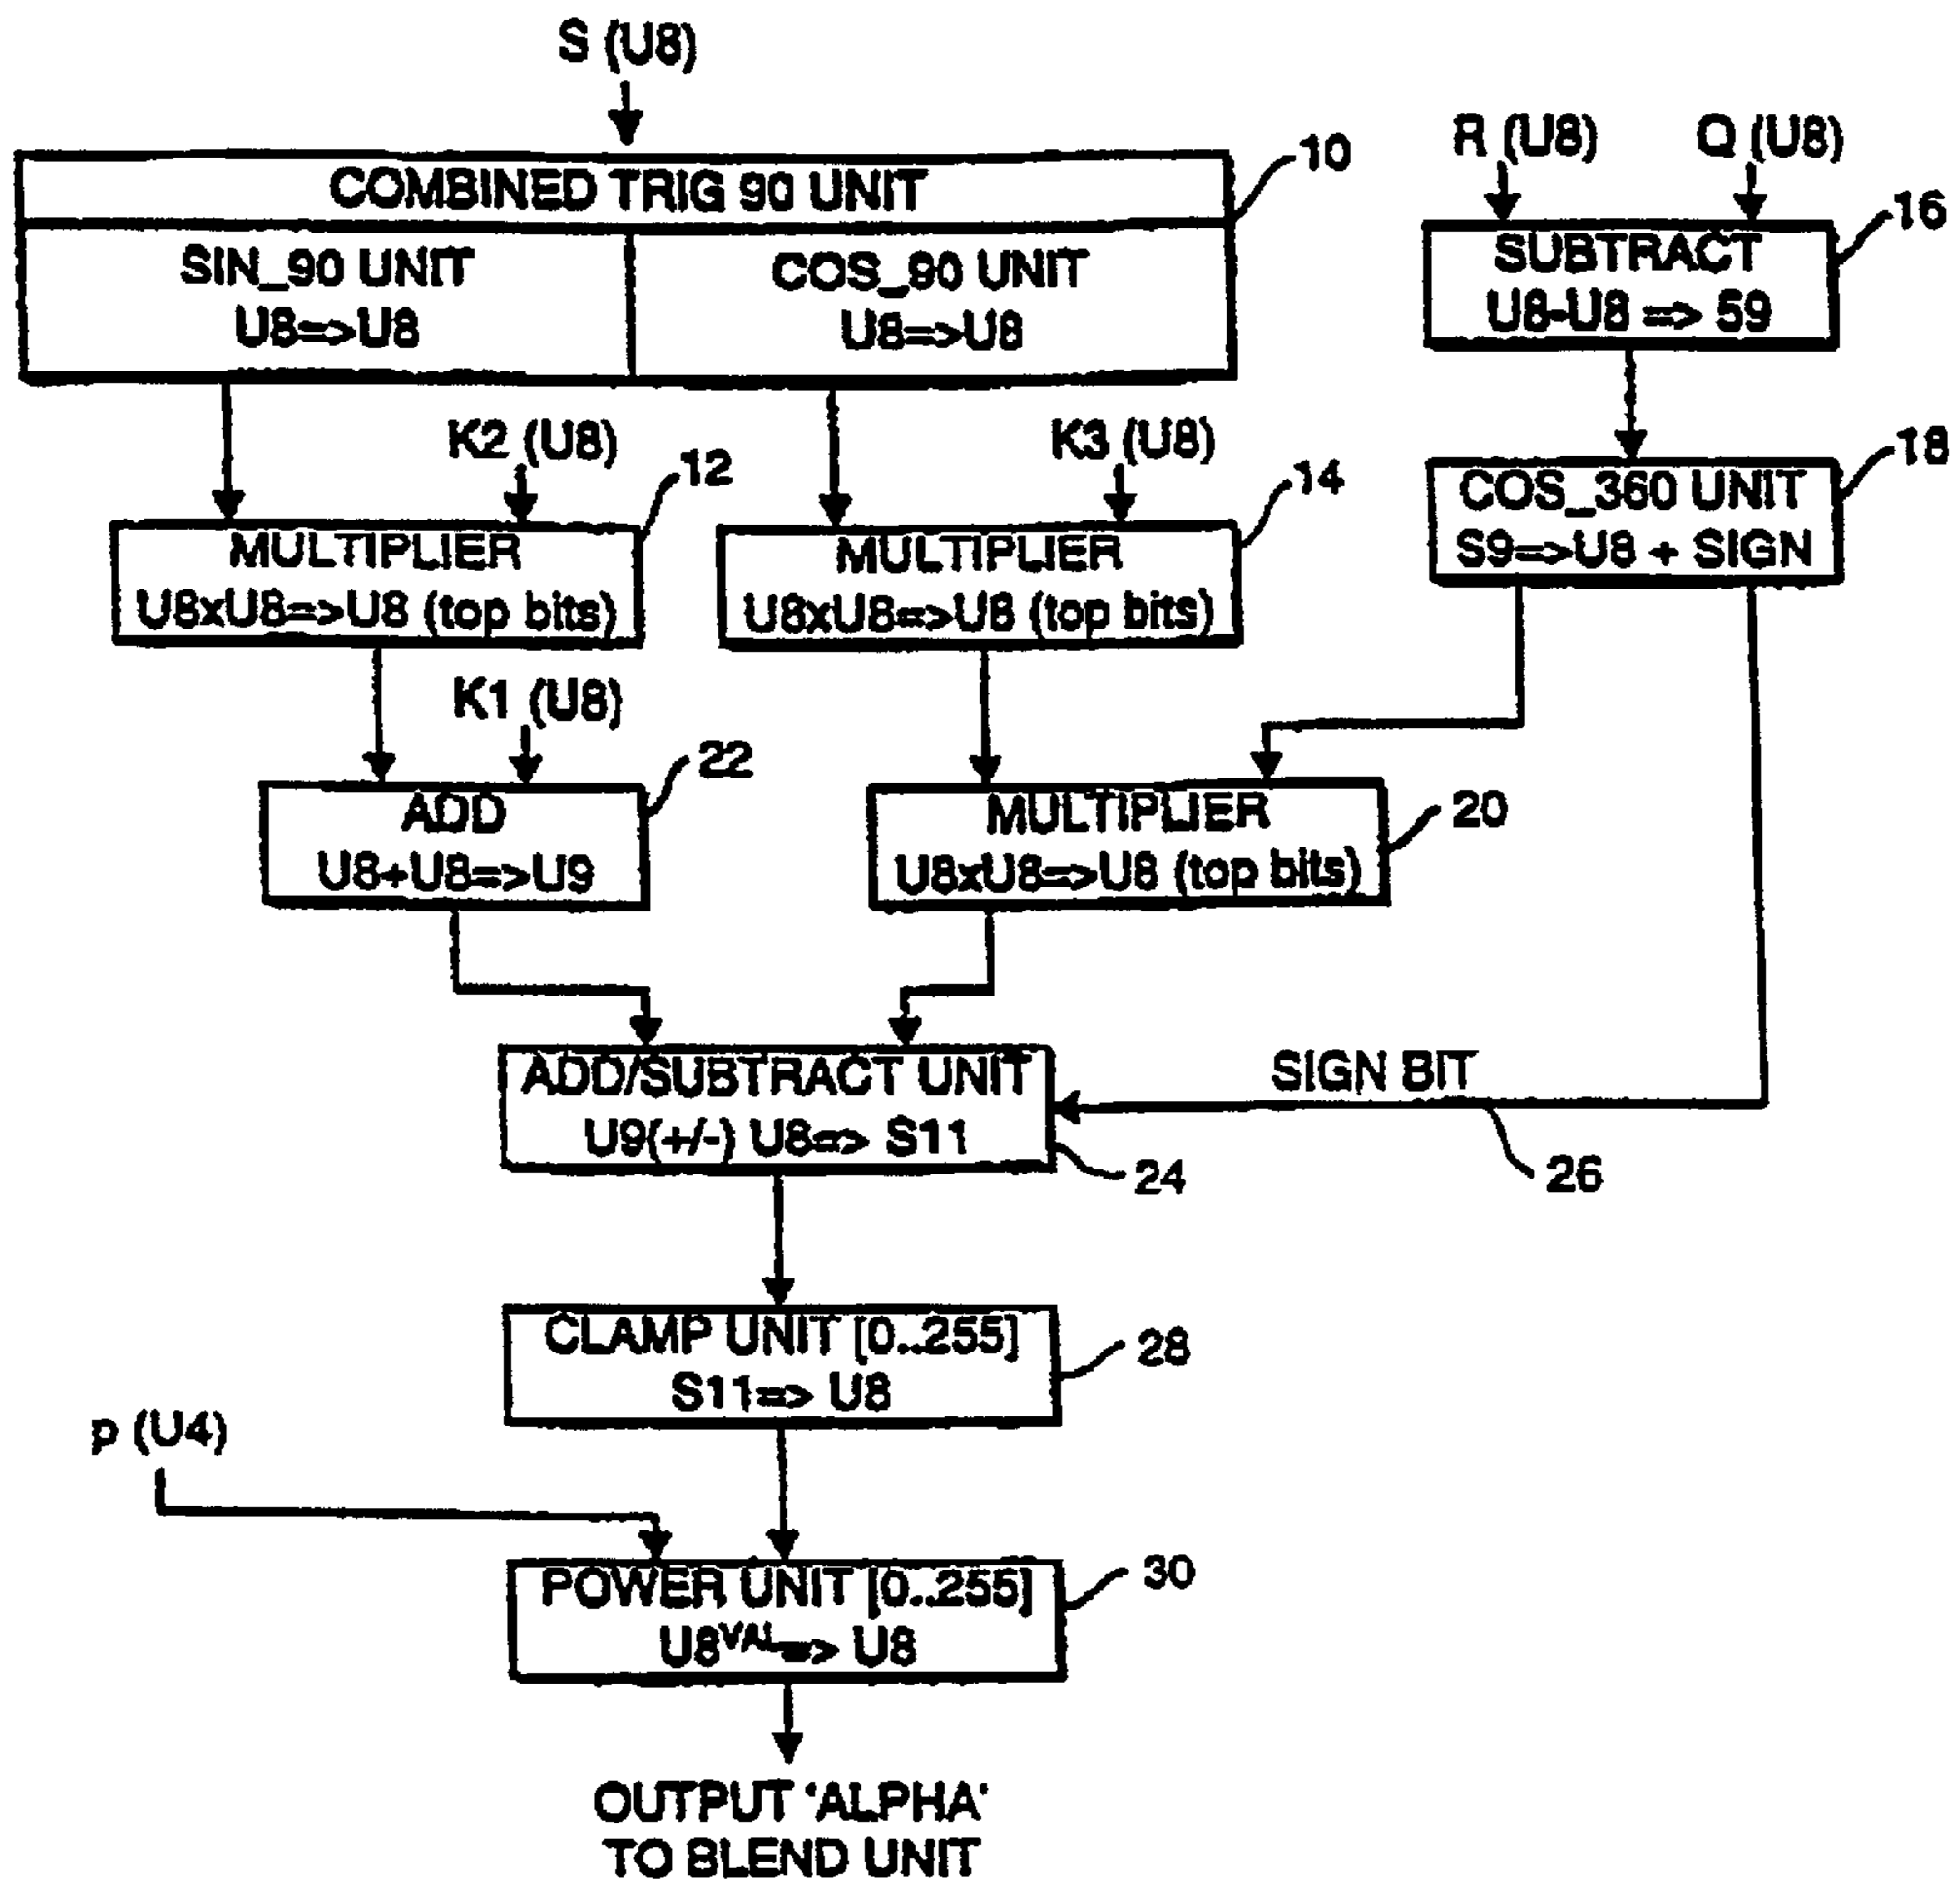 S (U8)
COMBINED TRIG 90 UNIT
10
SIN_90 UNIT
U8=>U8
COS_90 UNIT
U8=>U8
R (U8)
Q (U8)
SUBTRACT
U8-U8 => 59
16
K2 (U8)
12
K3 (U8)
14
COS_360 UNIT
S9=>U8 + SIGN
18
MULTIPLIER
U8xU8=>U8 (top bits)
MULTIPLIER
U8xU8=>U8 (top bits)
K1 (U8)
22
ADD
U8+U8=>U9
MULTIPLIER
U8xU8=>U8 (top bits)
20
ADD/SUBTRACT UNIT
U9(+/-) U8=> S11
24
SIGN BIT
26
CLAMP UNIT [0..255]
S11=> U8
28
p (U4)
POWER UNIT [0..255]
U8^VAL=> U8
30
OUTPUT 'ALPHA'
TO BLEND UNIT